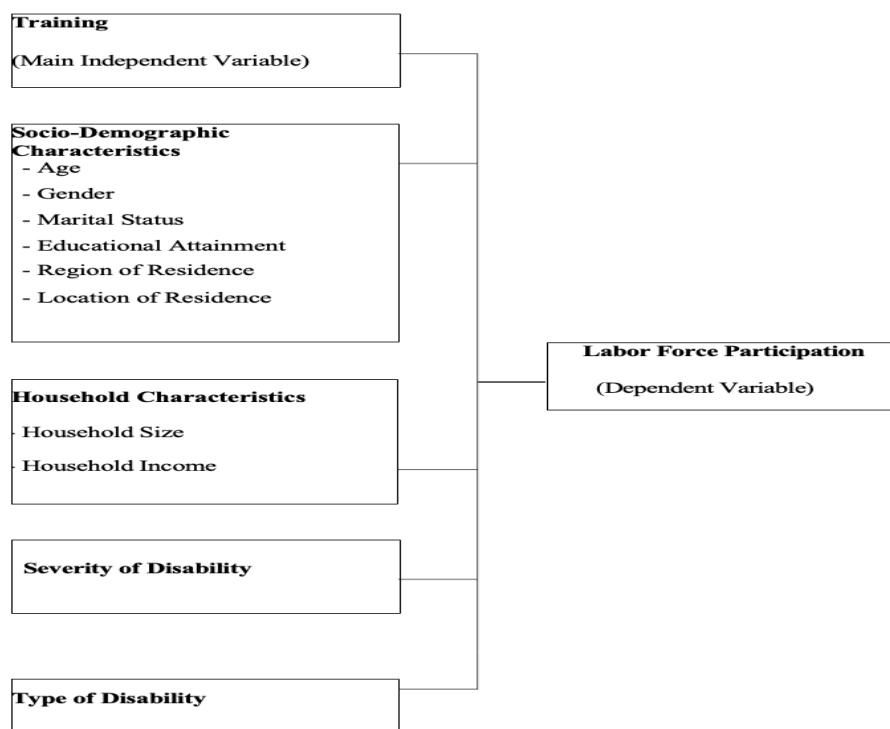 Training
(Main Independent Variable)
Socio-Demographic
Characteristics
- Age
- Gender
- Marital Status
- Educational Attainment
- Region of Residence
- Location of Residence
Labor Force Participation
(Dependent Variable)
Household Characteristics
- Household Size
- Household Income
Severity of Disability
Type of Disability